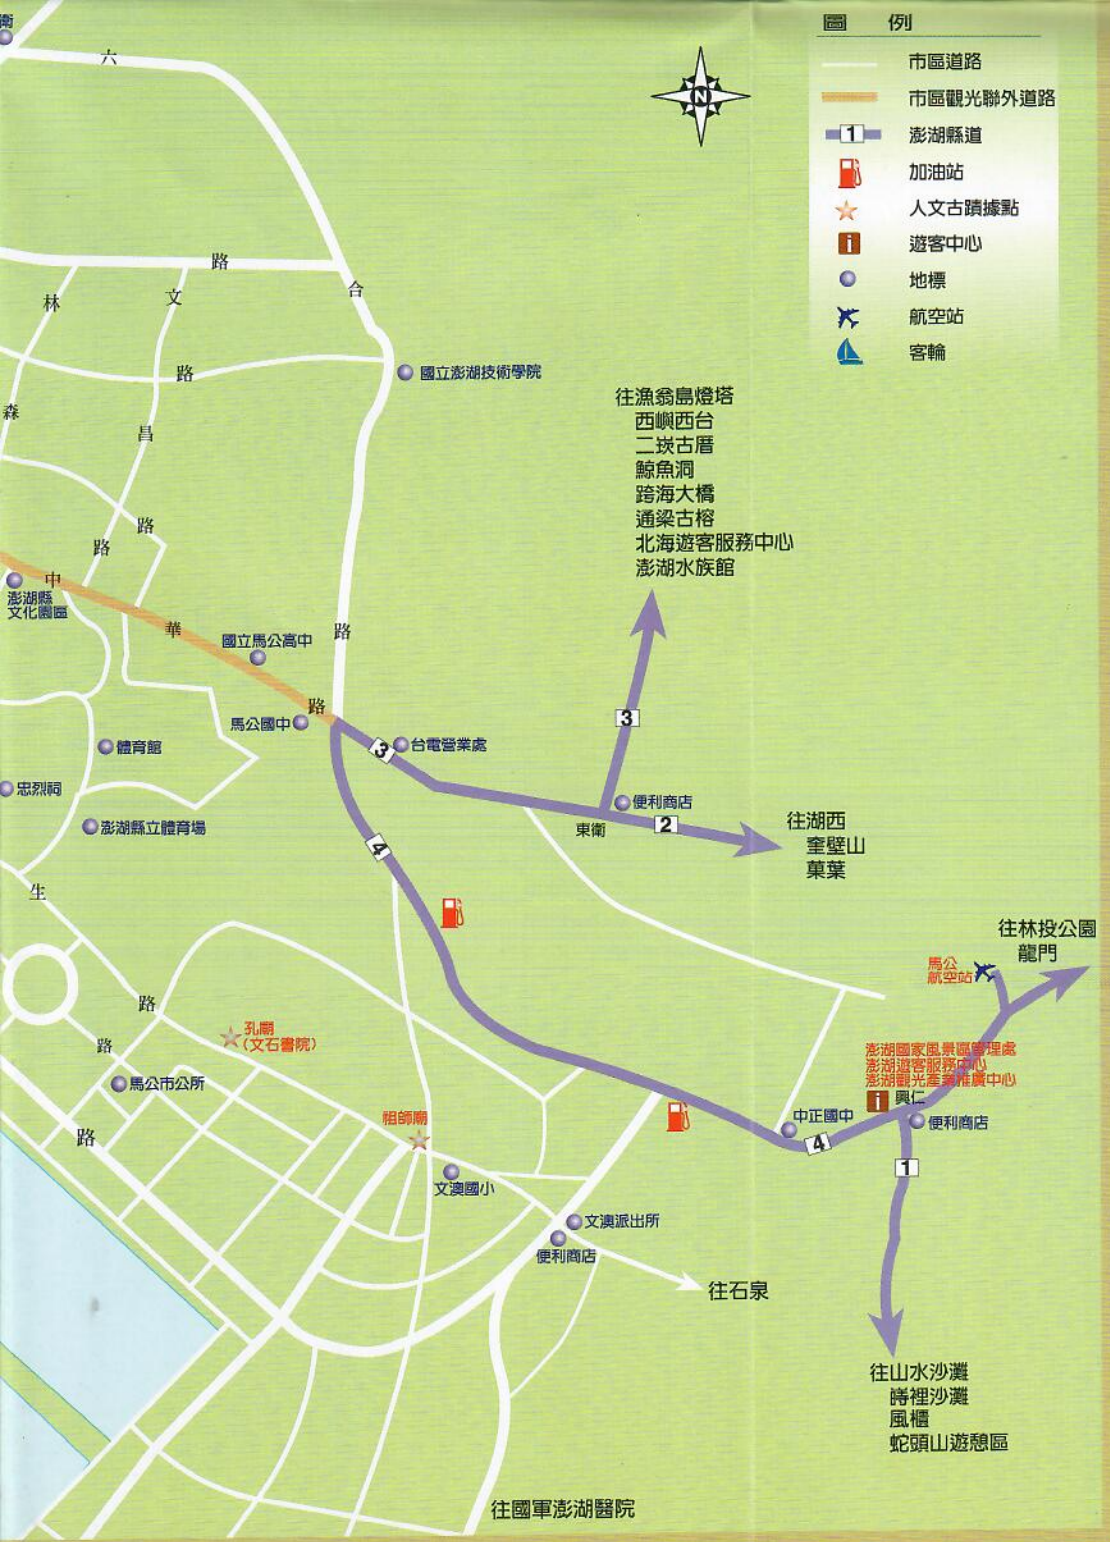 圖 例
市區道路
市區觀光聯外道路
1
澎湖縣道
加油站
人文古蹟據點
i
遊客中心
地標
航空站
客輪
衛
六
N
路
合
林
文
路
國立澎湖技術學院
森
昌
路
路
往漁翁島燈塔
西嶼西台
二崁古厝
鯨魚洞
跨海大橋
通梁古榕
北海遊客服務中心
澎湖水族館
中
澎湖縣
文化園區
華
國立馬公高中
路
路
馬公國中
3
台電營業處
3
體育館
忠烈祠
便利商店
東衛
2
往湖西
奎壁山
菓葉
澎湖縣立體育場
4
生
往林投公園
龍門
馬公
航空站
路
孔廟
(文石書院)
路
馬公市公所
澎湖國家風景區管理處
澎湖遊客服務中心
澎湖觀光產業推廣中心
i
興仁
便利商店
中正國中
4
祖師廟
路
1
文澳國小
文澳派出所
便利商店
往石泉
往山水沙灘
嵵裡沙灘
風櫃
蛇頭山遊憩區
往國軍澎湖醫院